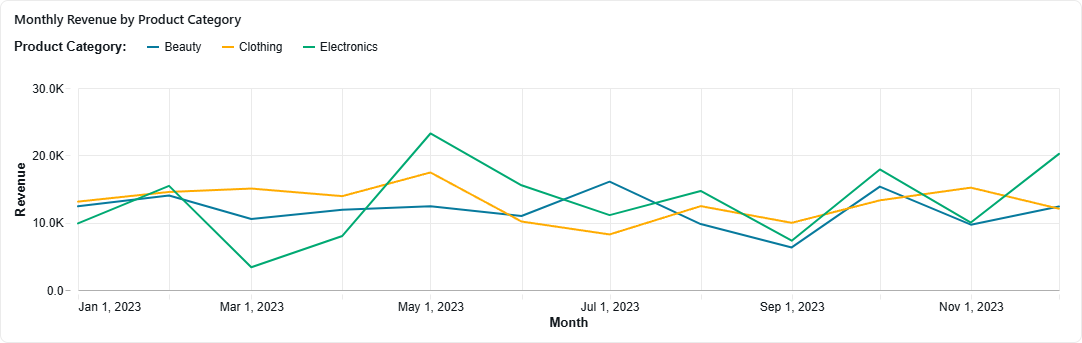 Monthly Revenue by Product Category
Product Category: Beauty Clothing Electronics
30.0K
20.0K
10.0K
0.0
Revenue
Jan 1, 2023 Mar 1, 2023 May 1, 2023 Jul 1, 2023 Sep 1, 2023 Nov 1, 2023
Month